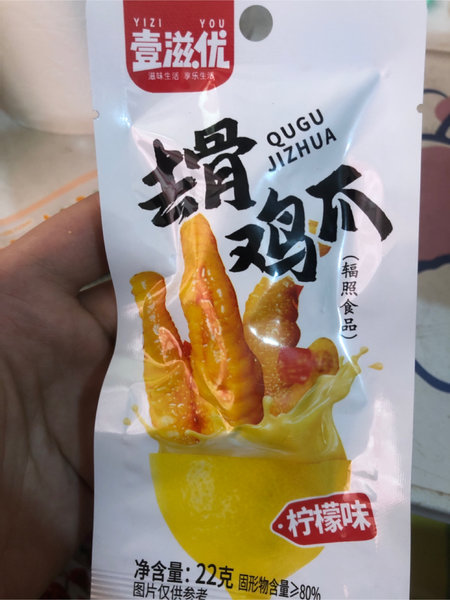 YIZI YOU
壹滋优
滋味生活 享乐生活
QUGU
JIZHUA
去骨
鸡爪
(辐照食品)
柠檬味
净含量:22克 固形物含量≥80%
图片仅供参考